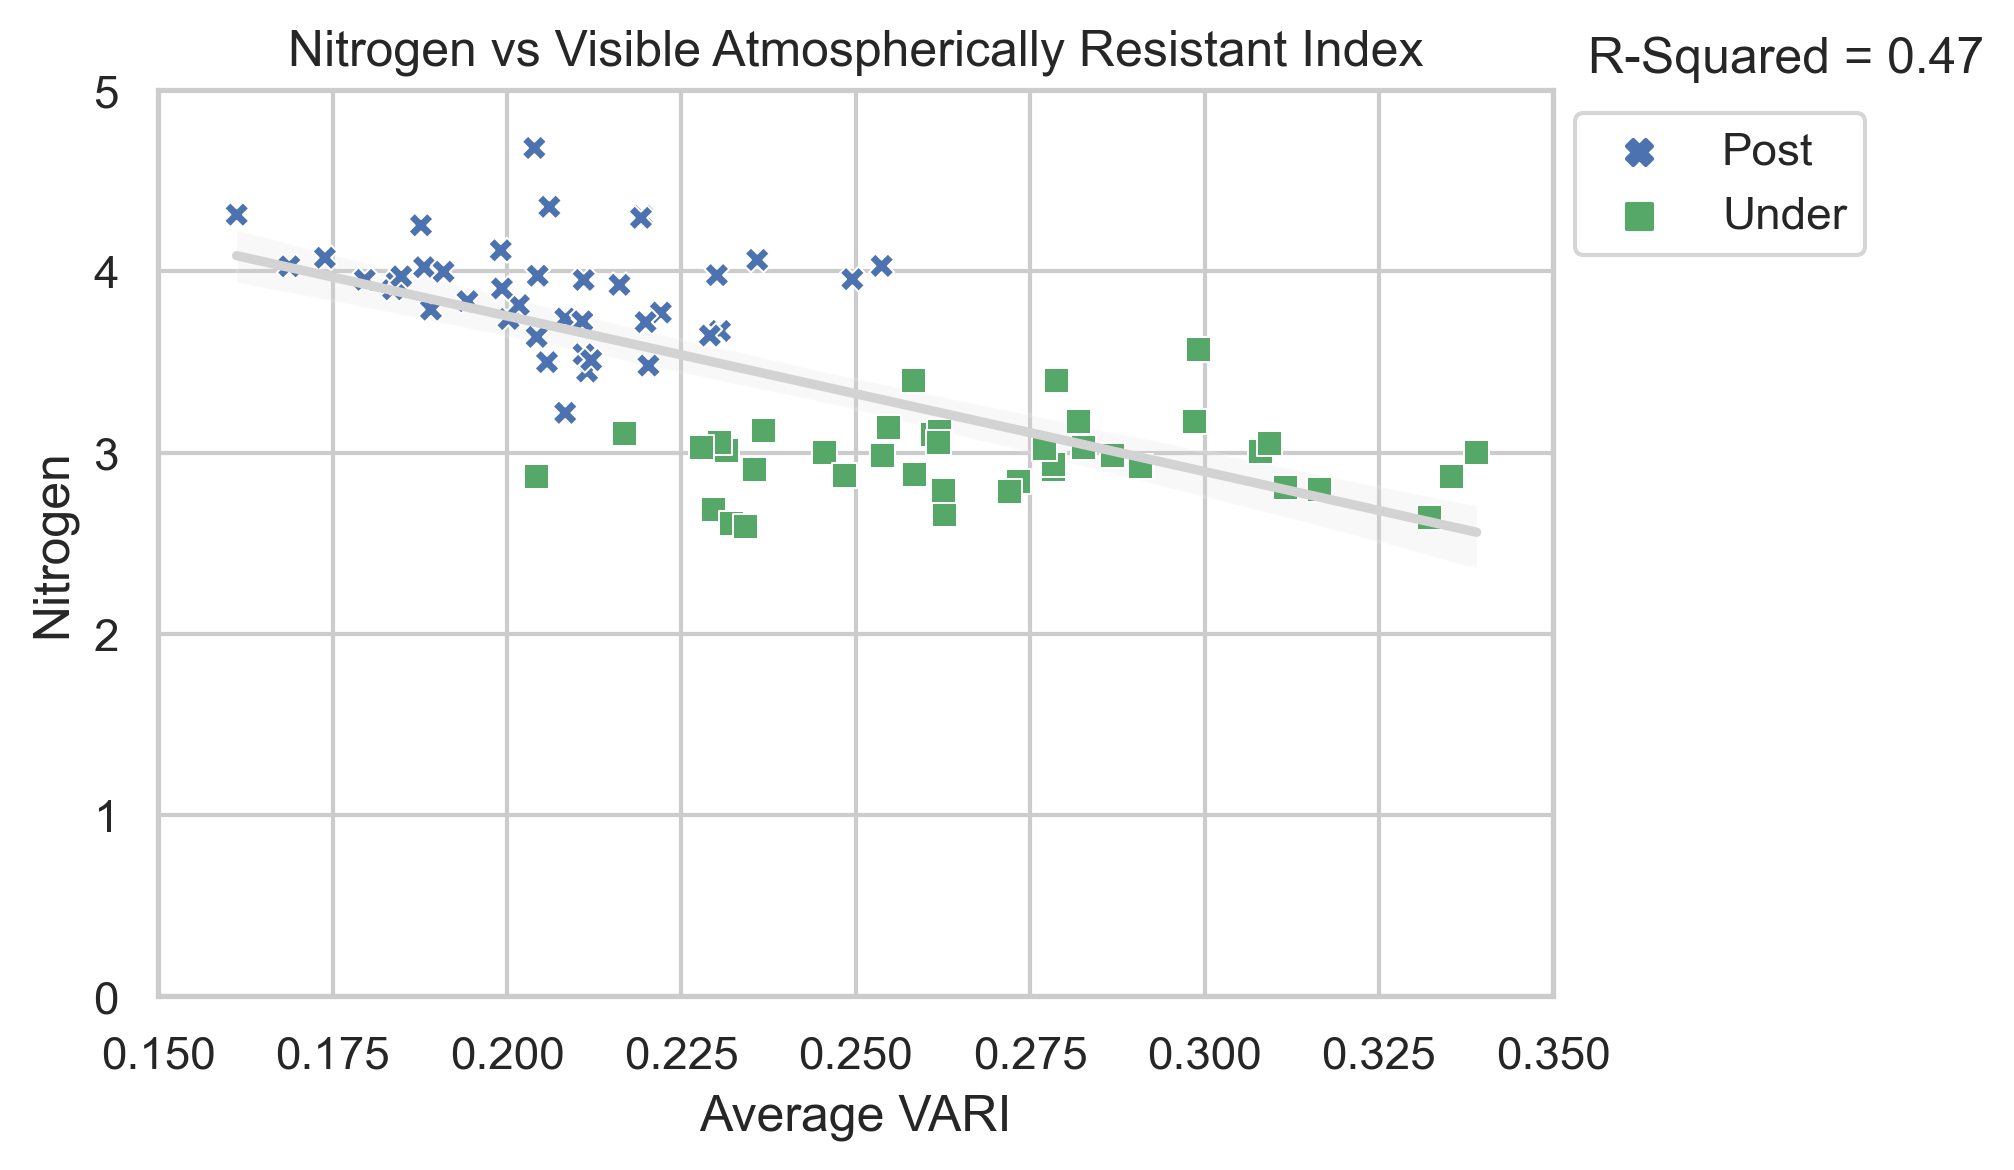 Nitrogen vs Visible Atmospherically Resistant Index
R-Squared = 0.47
Post
Under
5
4
3
2
1
0
Nitrogen
0.150 0.175 0.200 0.225 0.250 0.275 0.300 0.325 0.350
Average VARI